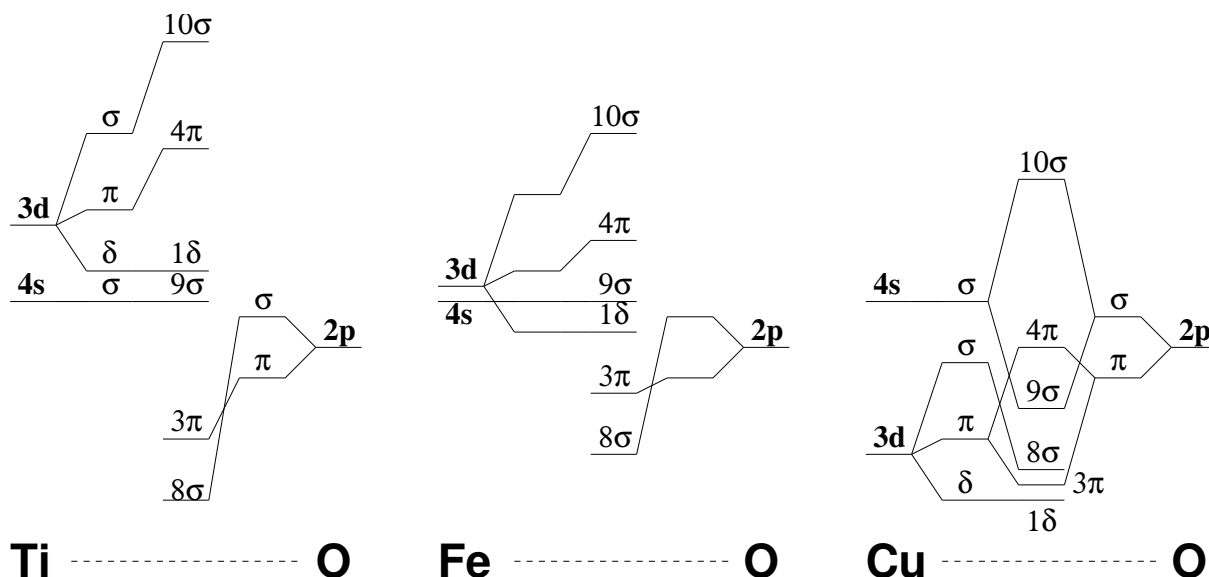 10σ
σ
4π
π
3d
δ 1δ
4s σ 9σ
σ
2p
π
3π
8σ
Ti O
10σ
4π
3d
9σ
4s
1δ
2p
3π
8σ
Fe O
10σ
4s σ
σ
4π
2p
σ
π
9σ
π
3d
8σ
δ
3π
1δ
Cu O